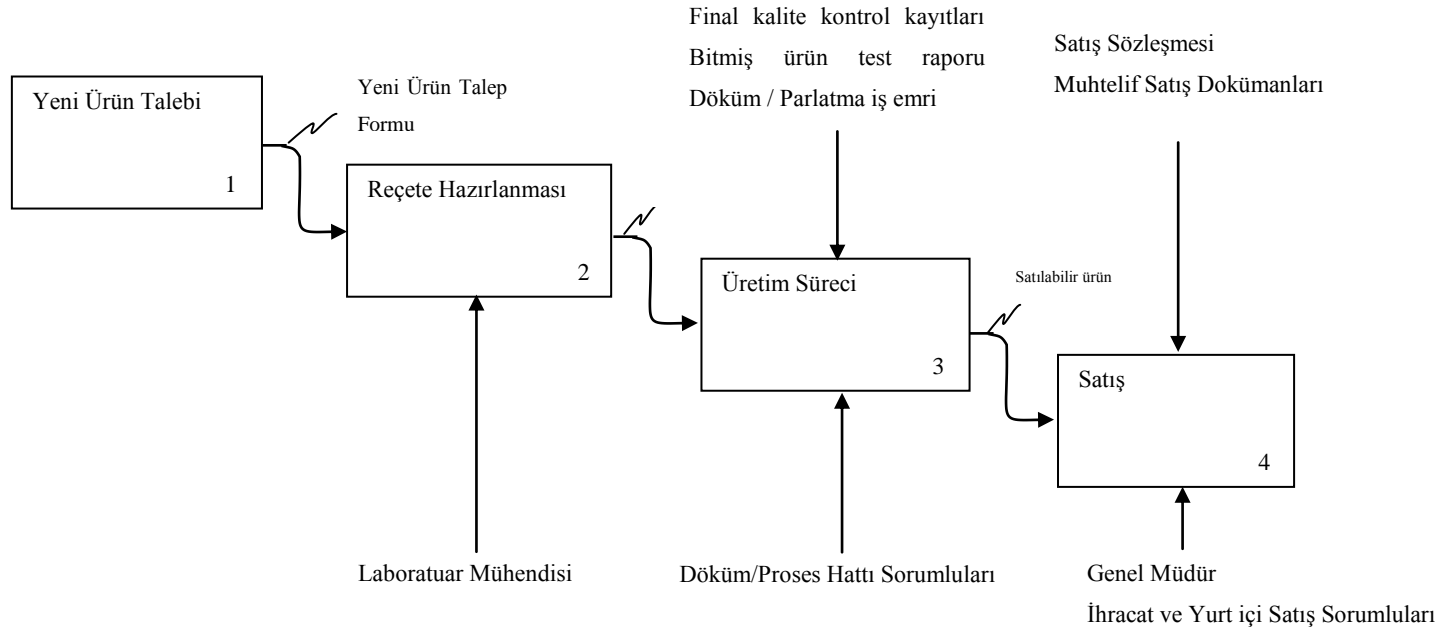 Final kalite kontrol kayıtları
Bitmiş ürün test raporu
Döküm / Parlatma iş emri
Satış Sözleşmesi
Muhtelif Satış Dokümanları
Yeni Ürün Talebi
1
Yeni Ürün Talep
Formu
Reçete Hazırlanması
2
Üretim Süreci
3
Satılabilir ürün
Satış
4
Laboratuar Mühendisi
Döküm/Proses Hattı Sorumluları
Genel Müdür
İhracat ve Yurt içi Satış Sorumluları